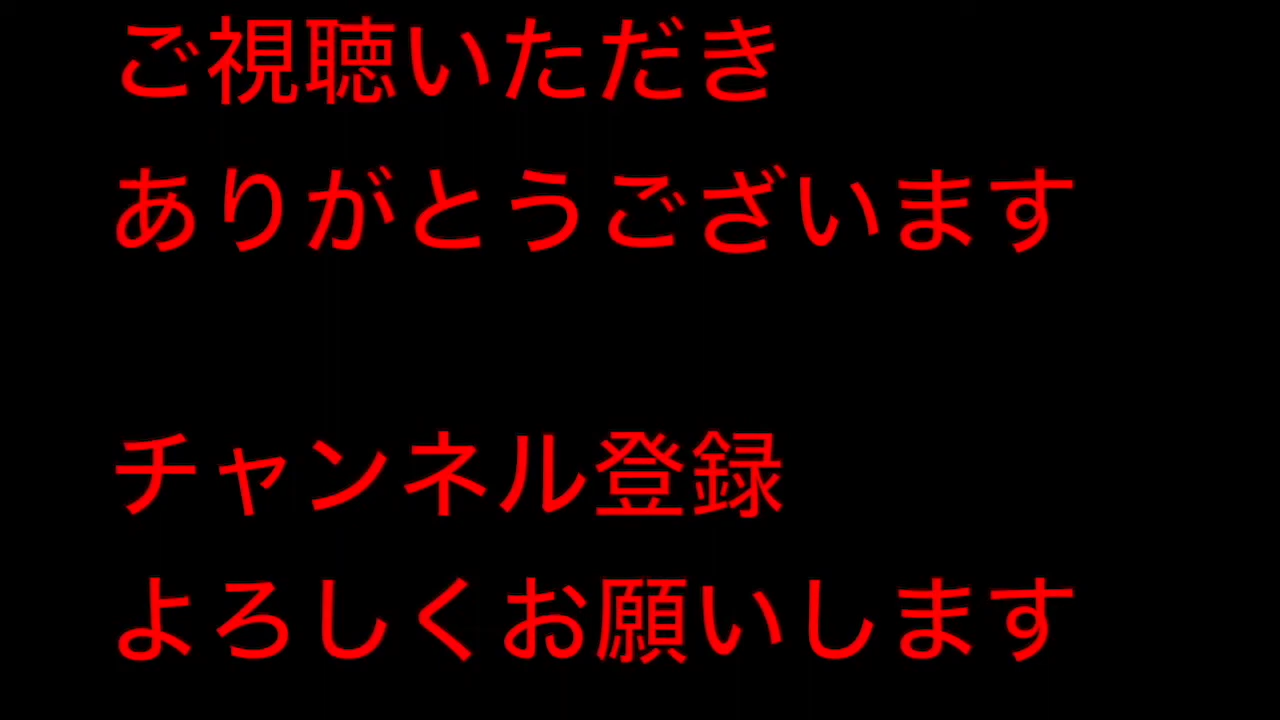 ご視聴いただき
ありがとうございます
チャンネル登録
よろしくお願いします